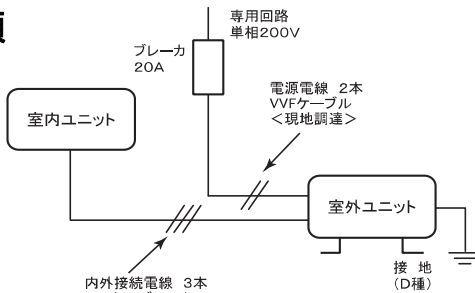 専用回路
単相200V
ブレーカ
20A
電源電線 2本
VVFケーブル
<現地調達>
室内ユニット
室外ユニット
接 地
(D種)
内外接続電線 3本